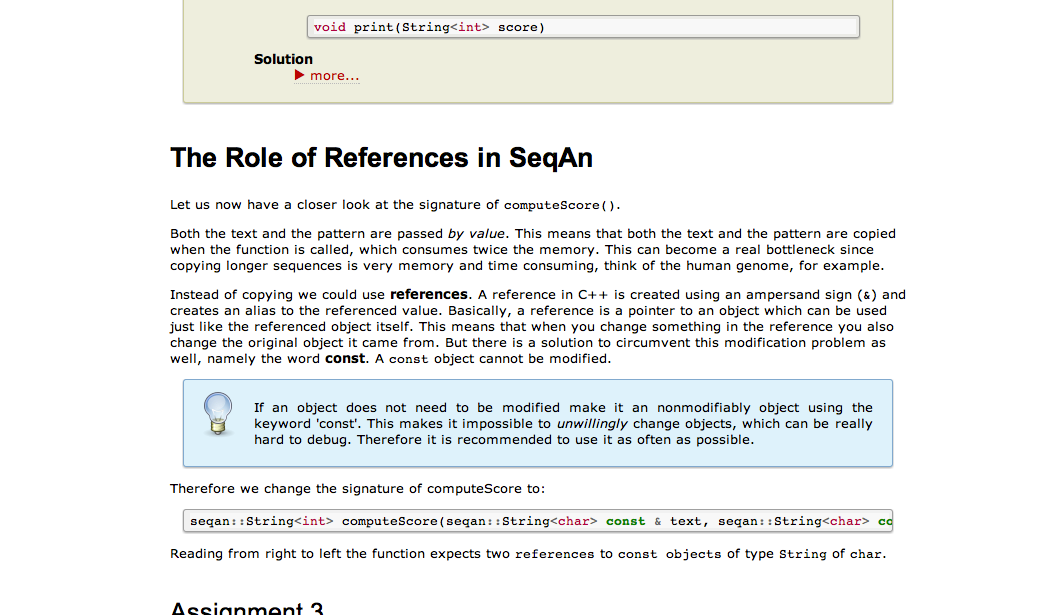 void print(String<int> score)
Solution
more...
The Role of References in SeqAn
Let us now have a closer look at the signature of computeScore().
Both the text and the pattern are passed by value. This means that both the text and the pattern are copied
when the function is called, which consumes twice the memory. This can become a real bottleneck since
copying longer sequences is very memory and time consuming, think of the human genome, for example.
Instead of copying we could use references. A reference in C++ is created using an ampersand sign (&) and
creates an alias to the referenced value. Basically, a reference is a pointer to an object which can be used
just like the referenced object itself. This means that when you change something in the reference you also
change the original object it came from. But there is a solution to circumvent this modification problem as
well, namely the word const. A const object cannot be modified.
If an object does not need to be modified make it an nonmodifiably object using the
keyword 'const'. This makes it impossible to unwillingly change objects, which can be really
hard to debug. Therefore it is recommended to use it as often as possible.
Therefore we change the signature of computeScore to:
seqan::String<int> computeScore(seqan::String<char> const & text, seqan::String<char> co
Reading from right to left the function expects two references to const objects of type String of char.
Assignment 3